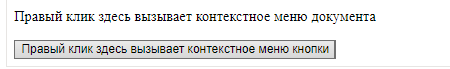 Правый клик здесь вызывает контекстное меню документа
Правый клик здесь вызывает контекстное меню кнопки